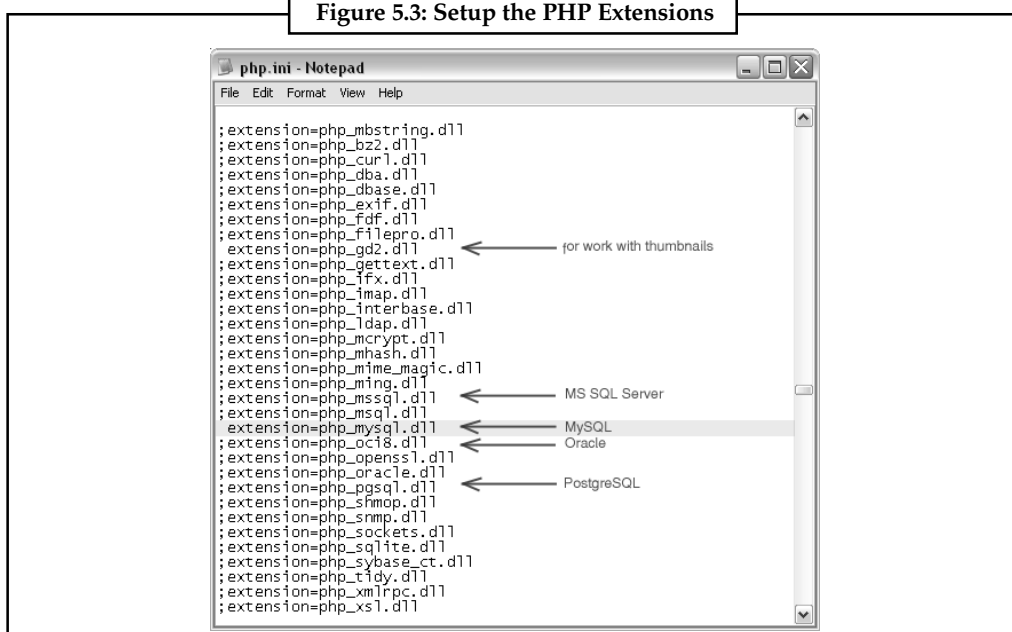 Figure 5.3: Setup the PHP Extensions
php.ini - Notepad
File Edit Format View Help
;extension=php_mbstring.dll
;extension=php_bz2.dll
;extension=php_curl.dll
;extension=php_dba.dll
;extension=php_dbase.dll
;extension=php_exif.dll
;extension=php_fdf.dll
;extension=php_filepro.dll
extension=php_gd2.dll for work with thumbnails
;extension=php_gettext.dll
;extension=php_ifx.dll
;extension=php_imap.dll
;extension=php_interbase.dll
;extension=php_ldap.dll
;extension=php_mcrypt.dll
;extension=php_mhash.dll
;extension=php_mime_magic.dll
;extension=php_ming.dll
;extension=php_mssql.dll MS SQL Server
;extension=php_msql.dll
extension=php_mysql.dll MySQL
;extension=php_oci8.dll Oracle
;extension=php_openssl.dll
;extension=php_oracle.dll
;extension=php_pgsql.dll PostgreSQL
;extension=php_shmop.dll
;extension=php_snmp.dll
;extension=php_sockets.dll
;extension=php_sqlite.dll
;extension=php_sybase_ct.dll
;extension=php_tidy.dll
;extension=php_xmlrpc.dll
;extension=php_xsl.dll